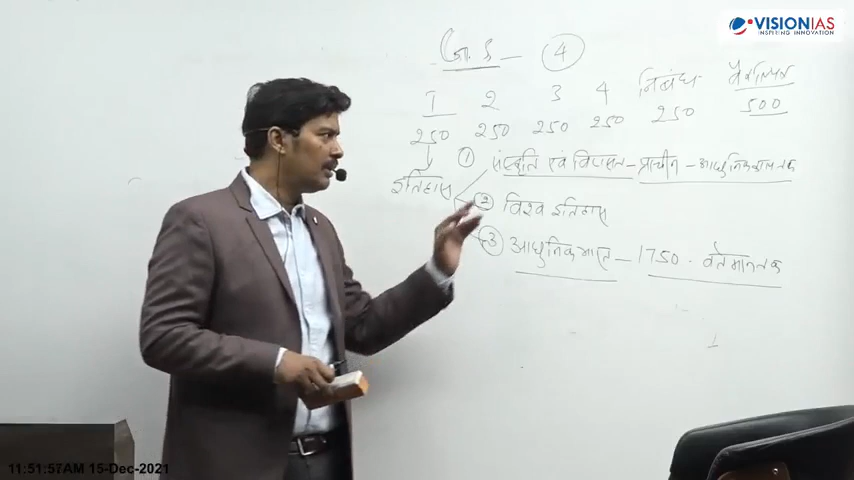 VISIONIAS
INSPIRING INNOVATION
G.S – 4
1 2 3 4 निबंध वैकल्पिक
250 250 250 250 250 500
इतिहास
① संस्कृति एवं विरासत – प्राचीन – आधुनिककाल तक
② विश्व इतिहास
③ आधुनिक भारत – 1750 - वर्तमान तक
11:51:57AM 15-Dec-2021